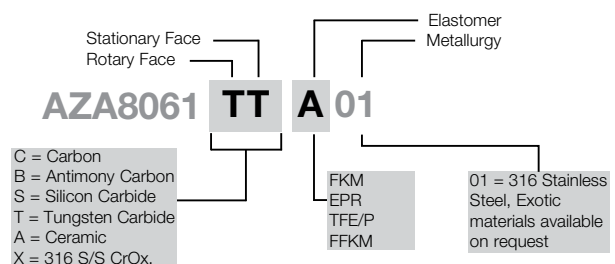 Elastomer
Stationary Face
Metallurgy
Rotary Face
AZA8061 TT A 01
C = Carbon
B = Antimony Carbon
S = Silicon Carbide
T = Tungsten Carbide
A = Ceramic
X = 316 S/S CrOx.
FKM
EPR
TFE/P
FFKM
01 = 316 Stainless
Steel, Exotic
materials available
on request